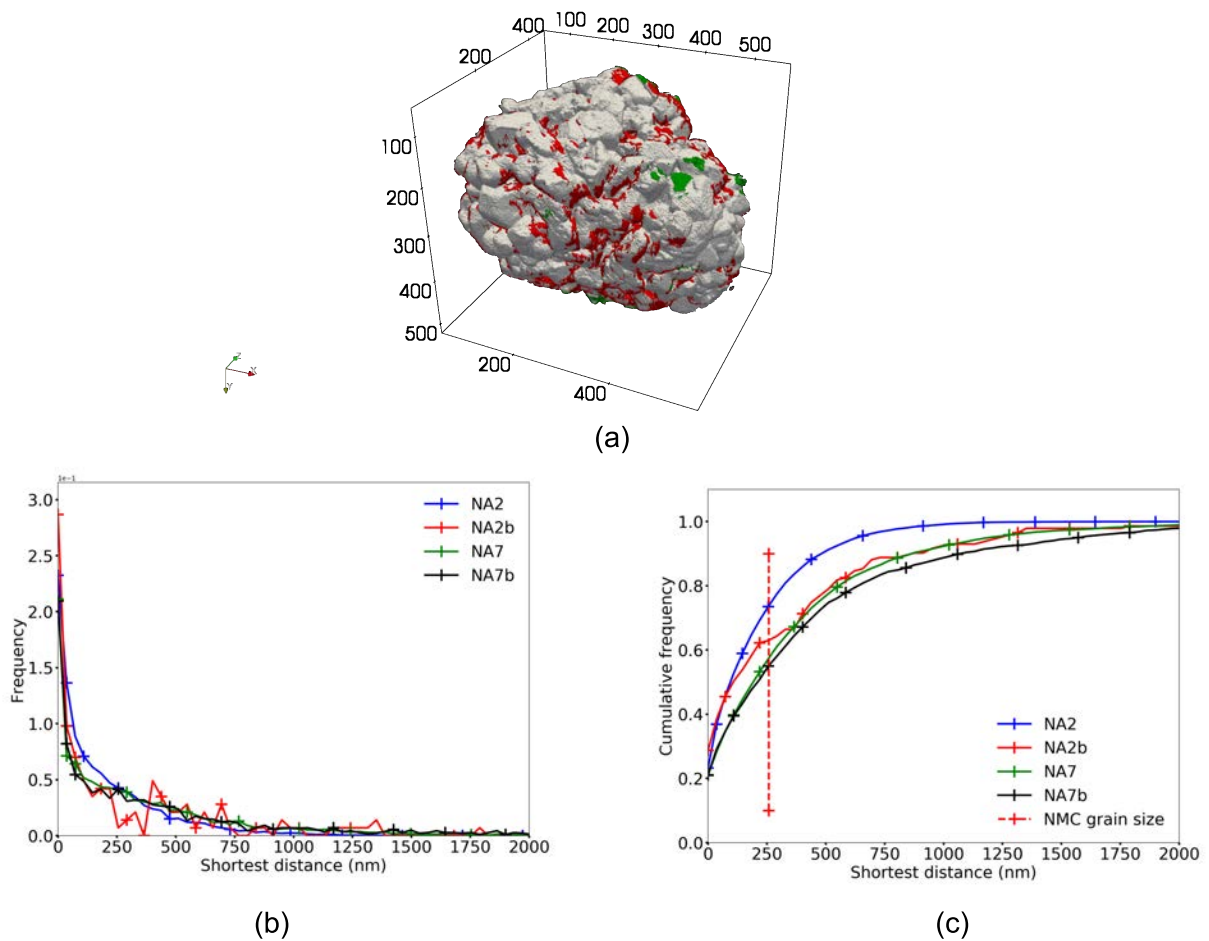 400 100 200 300 400 500
200
100
200
300
400
500
200
400
Z
X
Y
(a)
1e−1
3.0
2.5
2.0
1.5
1.0
0.5
0.0
Frequency
0 250 500 750 1000 1250 1500 1750 2000
Shortest distance (nm)
NA2
NA2b
NA7
NA7b
(b)
1.0
0.8
0.6
0.4
0.2
0.0
Cumulative frequency
0 250 500 750 1000 1250 1500 1750 2000
Shortest distance (nm)
NA2
NA2b
NA7
NA7b
NMC grain size
(c)